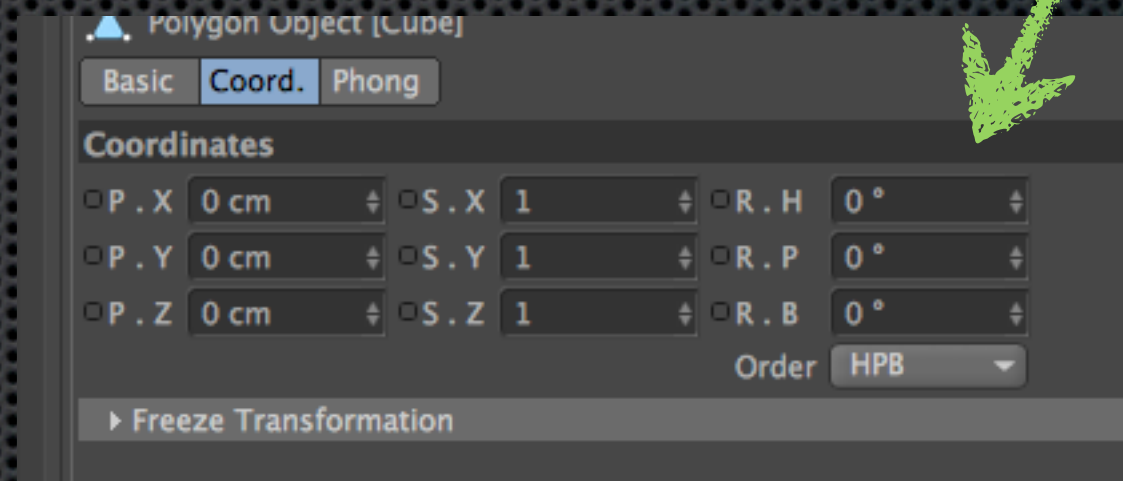 Polygon Object [Cube]
Basic Coord. Phong
Coordinates
P . X 0 cm S . X 1 R . H 0 °
P . Y 0 cm S . Y 1 R . P 0 °
P . Z 0 cm S . Z 1 R . B 0 °
Order HPB
Freeze Transformation